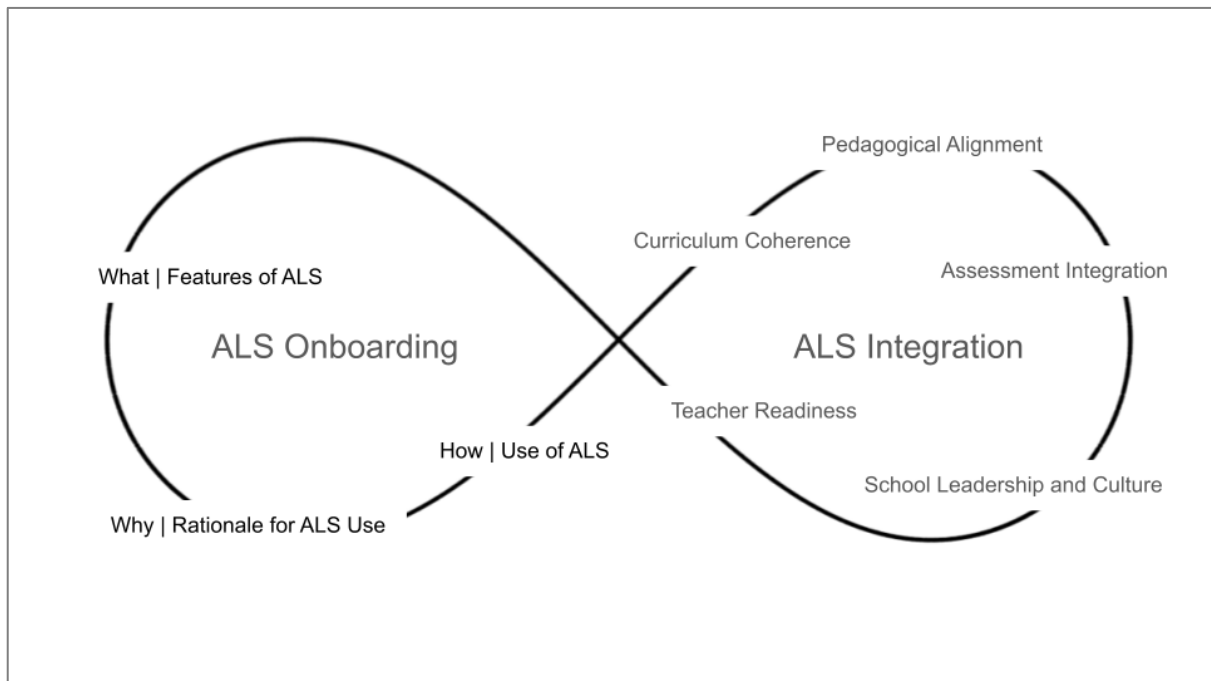 Pedagogical Alignment
Curriculum Coherence
What | Features of ALS
Assessment Integration
ALS Onboarding
ALS Integration
Teacher Readiness
How | Use of ALS
School Leadership and Culture
Why | Rationale for ALS Use